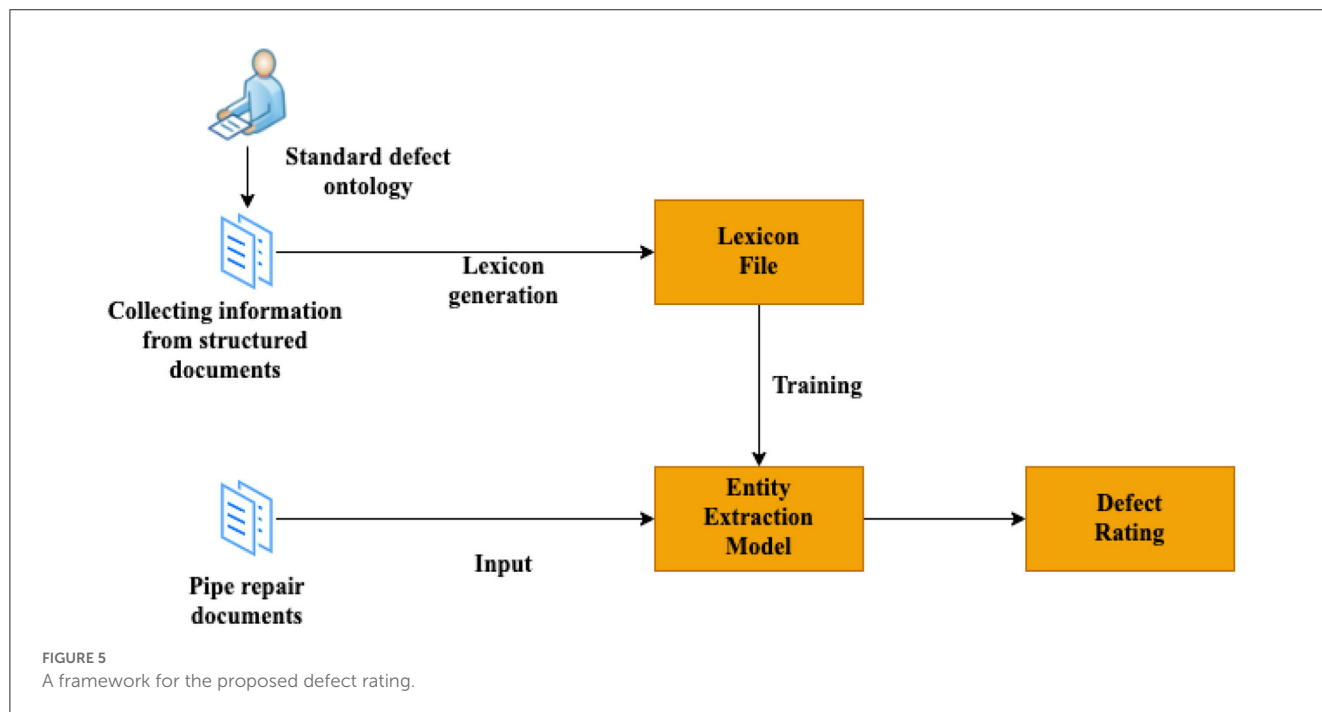 Standard defect
ontology
Lexicon
File
Lexicon
generation
Collecting information
from structured
documents
Training
Entity
Extraction
Model
Defect
Rating
Input
Pipe repair
documents
FIGURE 5
A framework for the proposed defect rating.